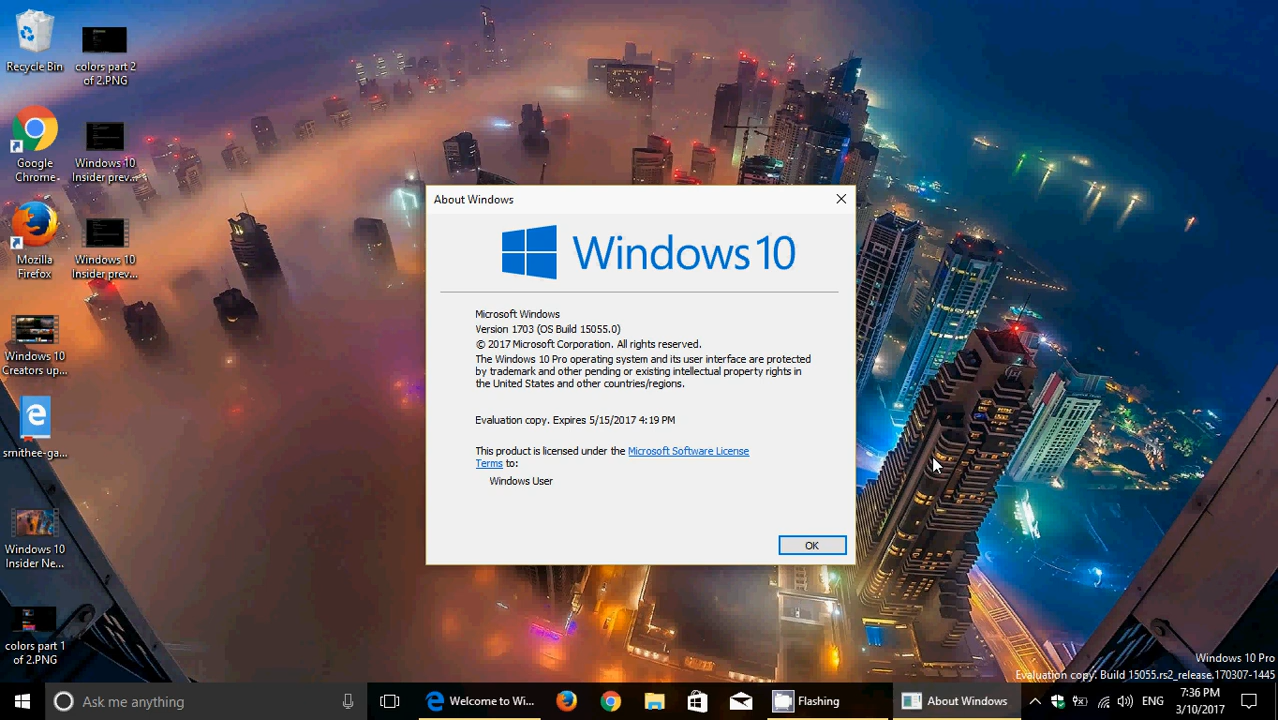 Recycle Bin
colors part 2
of 2.PNG
Google
Chrome
Windows 10
Insider prev...
Mozilla
Firefox
Windows 10
Insider prev...
Windows 10
Creators up...
smithee-ga...
Windows 10
Insider Ne...
colors part 1
of 2.PNG
About Windows
Windows 10
Microsoft Windows
Version 1703 (OS Build 15055.0)
© 2017 Microsoft Corporation. All rights reserved.
The Windows 10 Pro operating system and its user interface are protected
by trademark and other pending or existing intellectual property rights in
the United States and other countries/regions.
Evaluation copy. Expires 5/15/2017 4:19 PM
This product is licensed under the Microsoft Software License
Terms to:
Windows User
OK
Windows 10 Pro
Evaluation copy. Build 15055.rs2_release.170307-1445
Ask me anything
Welcome to Wi...
Flashing
About Windows
ENG
7:36 PM
3/10/2017